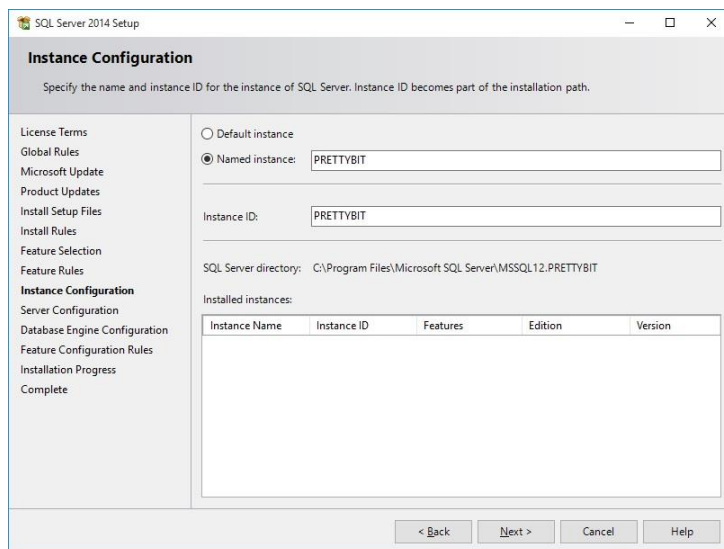 SQL Server 2014 Setup
Instance Configuration
Specify the name and instance ID for the instance of SQL Server. Instance ID becomes part of the installation path.
License Terms
Global Rules
Microsoft Update
Product Updates
Install Setup Files
Install Rules
Feature Selection
Feature Rules
Instance Configuration
Server Configuration
Database Engine Configuration
Feature Configuration Rules
Installation Progress
Complete
Default instance
Named instance: PRETTYBIT
Instance ID: PRETTYBIT
SQL Server directory: C:\Program Files\Microsoft SQL Server\MSSQL12.PRETTYBIT
Installed instances:
Instance Name Instance ID Features Edition Version
< Back Next > Cancel Help